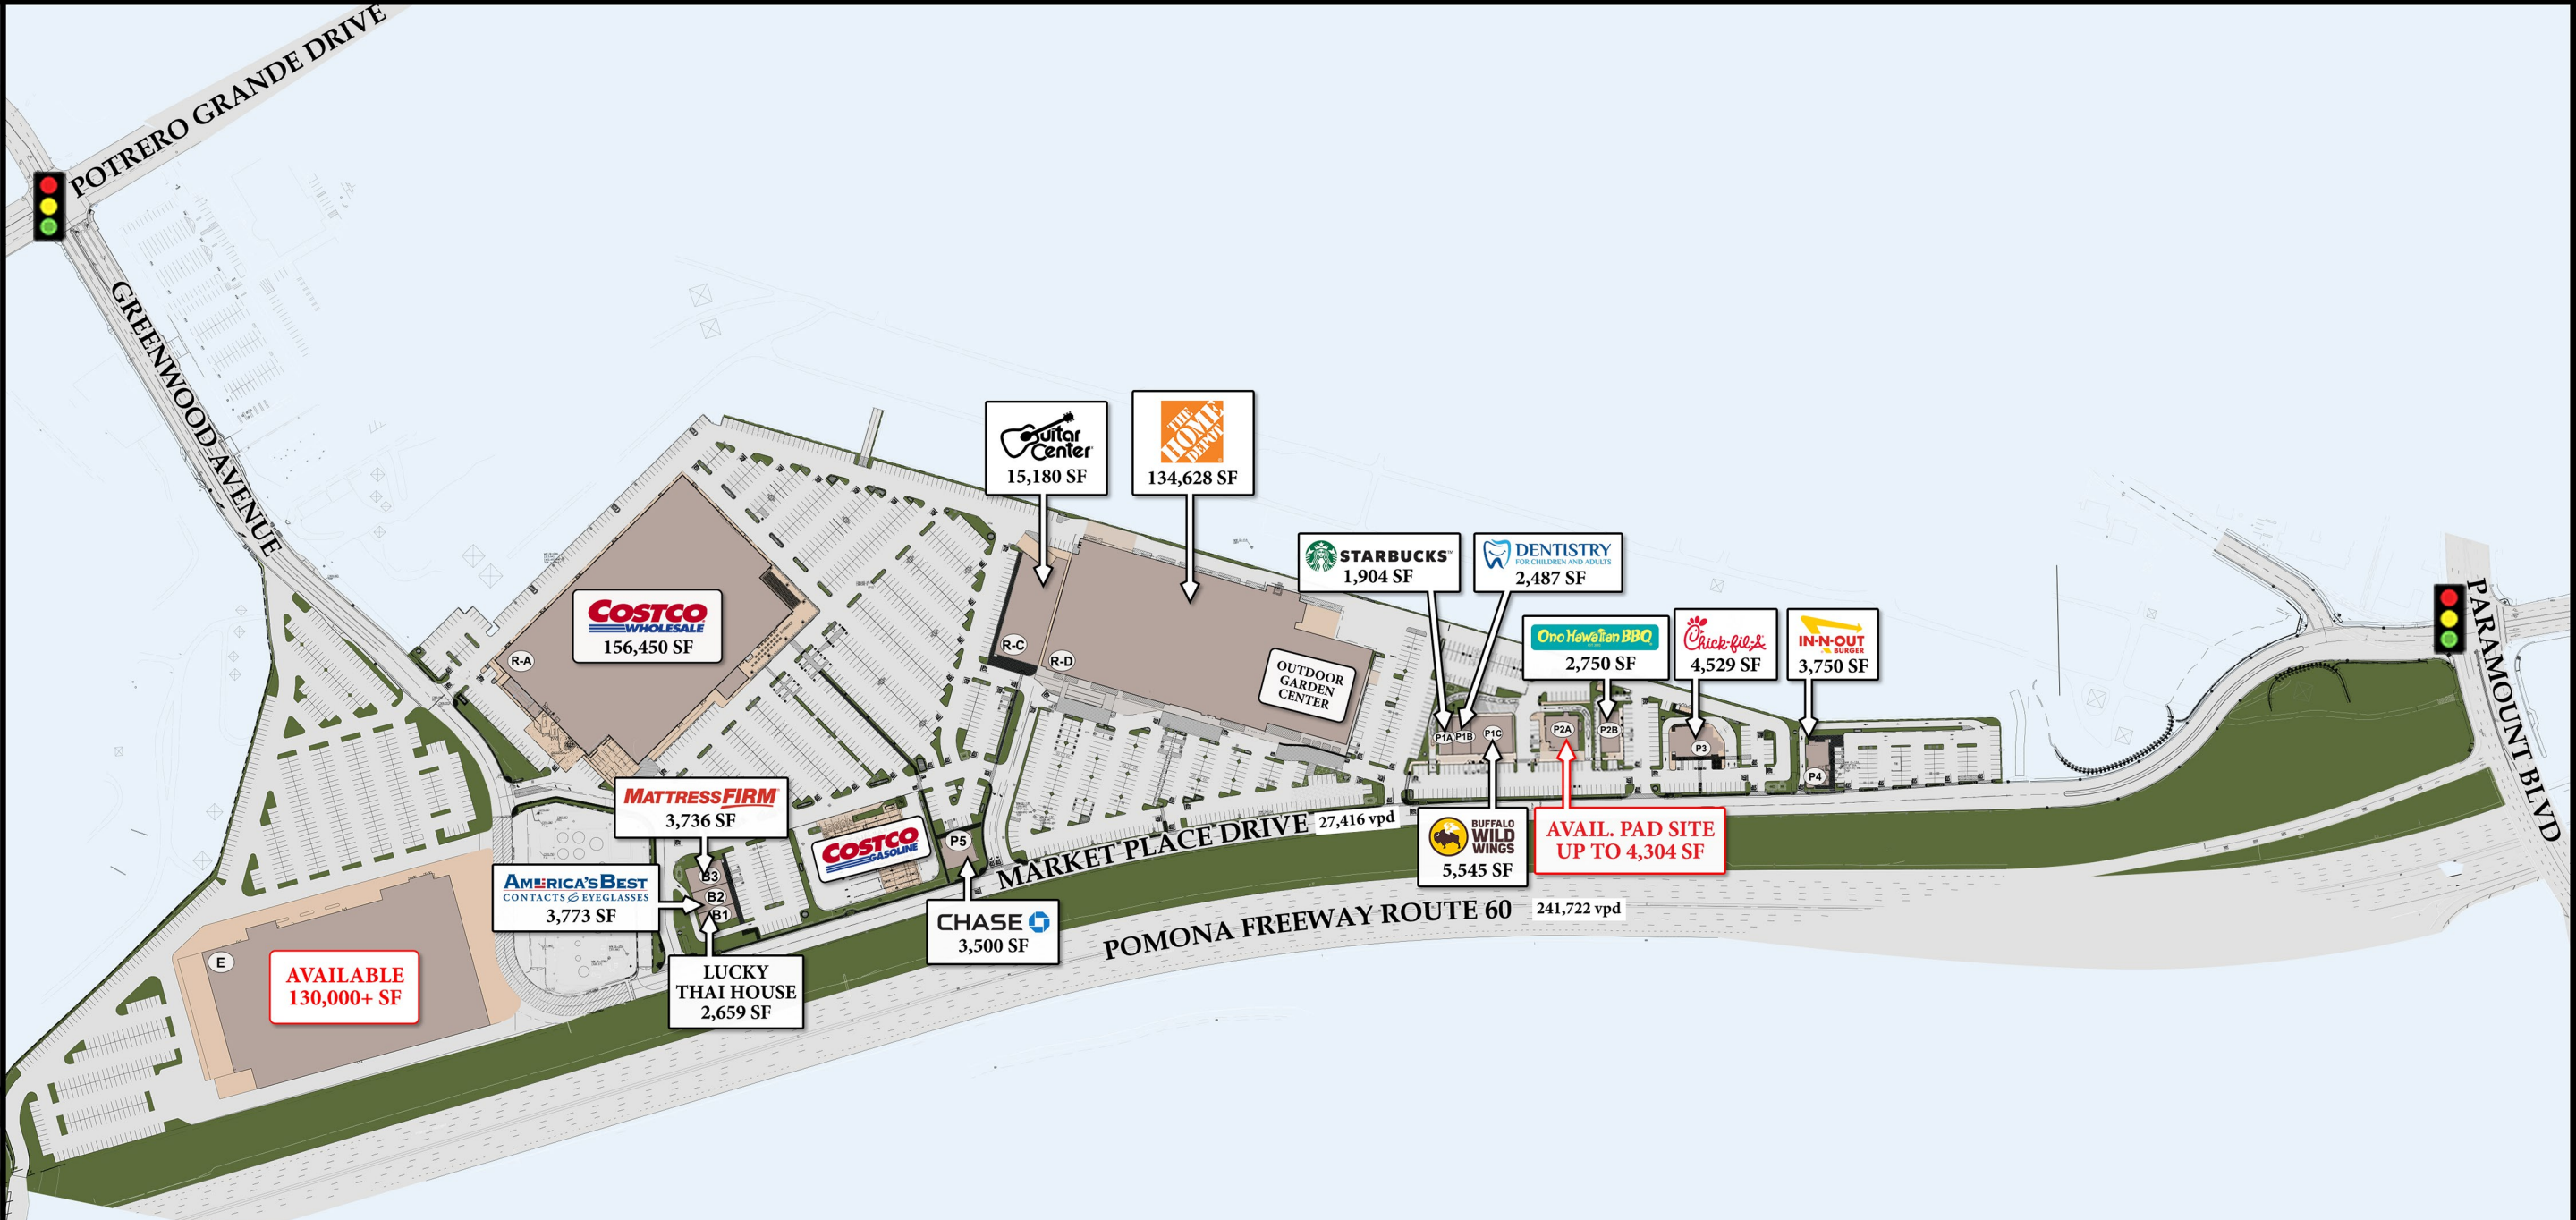 POTRERO GRANDE DRIVE
GREENWOOD AVENUE
Guitar
Center
15,180 SF
THE
HOME
DEPOT
134,628 SF
STARBUCKS™
1,904 SF
DENTISTRY
FOR CHILDREN AND ADULTS
2,487 SF
COSTCO
WHOLESALE
156,450 SF
R-A
R-C
R-D
OUTDOOR
GARDEN
CENTER
Ono Hawaiian BBQ
2,750 SF
Chick-fil-A
4,529 SF
IN-N-OUT
BURGER
3,750 SF
PARAMOUNT BLVD
P1A
P1B
P1C
P2A
P2B
P3
P4
MATTRESSFIRM
3,736 SF
COSTCO
GASOLINE
P5
MARKET PLACE DRIVE
27,416 vpd
BUFFALO
WILD
WINGS
5,545 SF
AVAIL. PAD SITE
UP TO 4,304 SF
AMERICA'S BEST
CONTACTS & EYEGLASSES
3,773 SF
B3
B2
B1
CHASE
3,500 SF
POMONA FREEWAY ROUTE 60
241,722 vpd
E
AVAILABLE
130,000+ SF
LUCKY
THAI HOUSE
2,659 SF